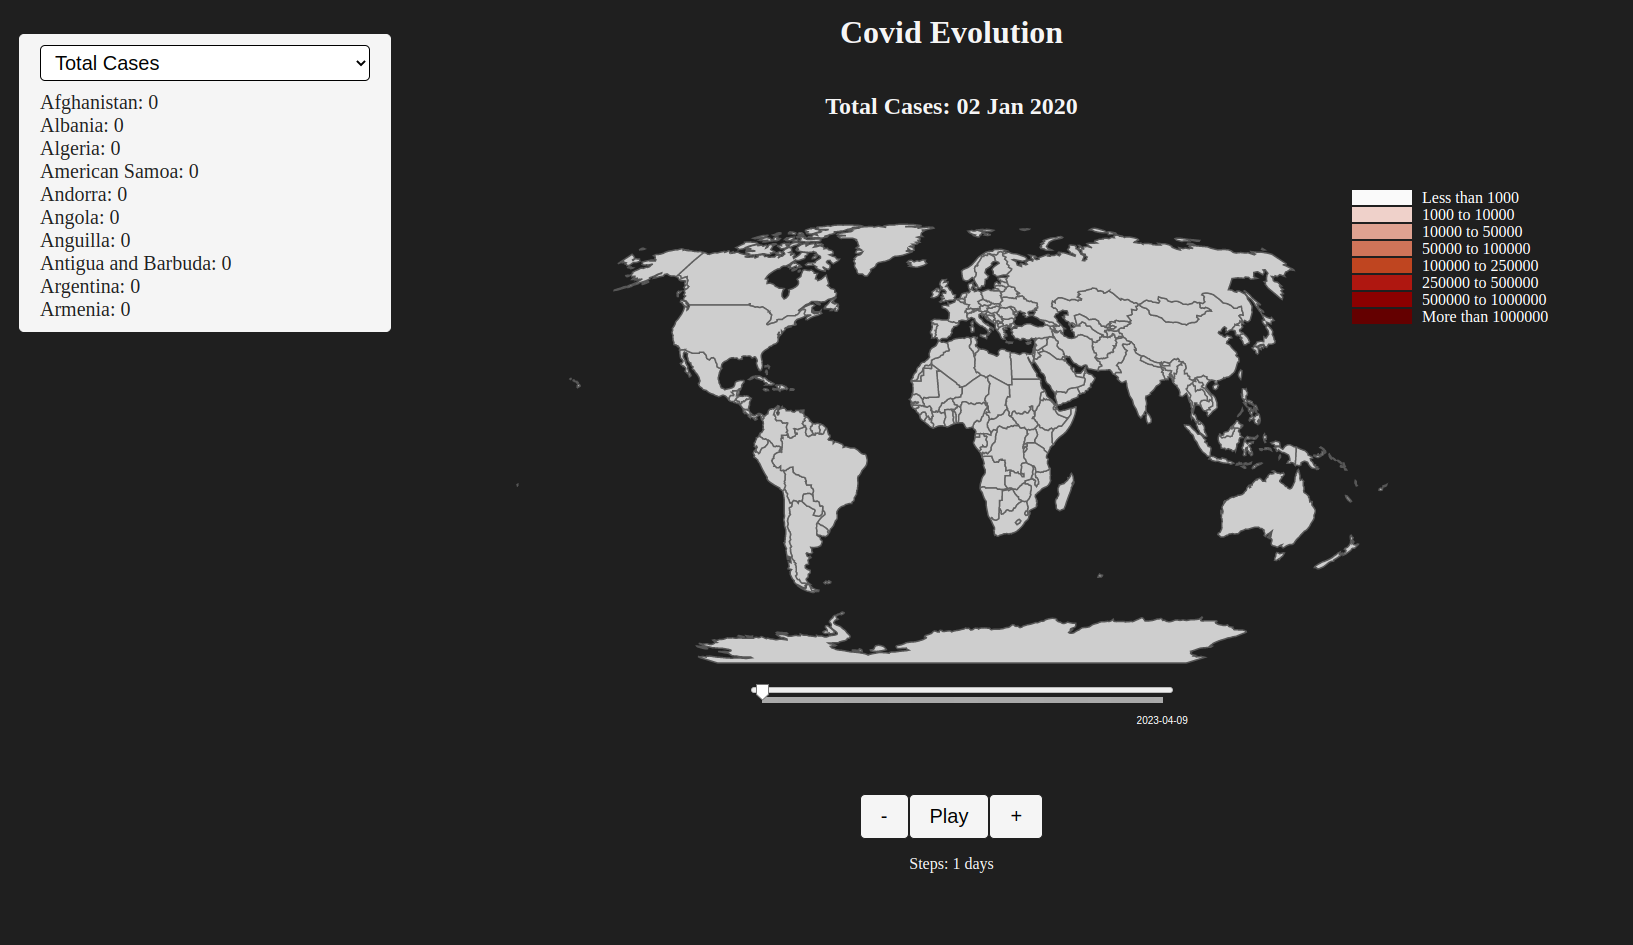 Covid Evolution
Total Cases
Afghanistan: 0
Albania: 0
Algeria: 0
American Samoa: 0
Andorra: 0
Angola: 0
Anguilla: 0
Antigua and Barbuda: 0
Argentina: 0
Armenia: 0
Total Cases: 02 Jan 2020
Less than 1000
1000 to 10000
10000 to 50000
50000 to 100000
100000 to 250000
250000 to 500000
500000 to 1000000
More than 1000000
2023-04-09
- Play +
Steps: 1 days